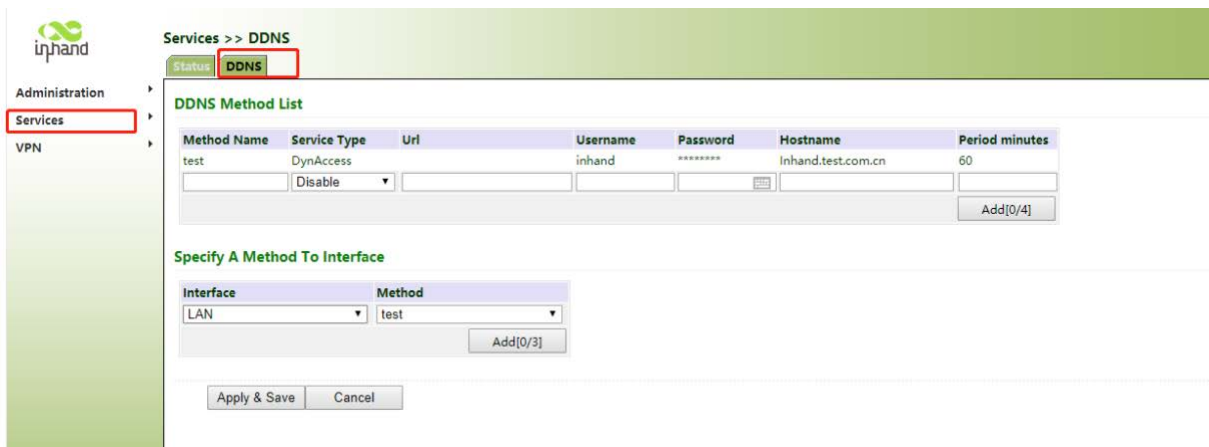 inhand
Services >> DDNS
Status DDNS
Administration
Services
VPN
DDNS Method List
Method Name Service Type Url Username Password Hostname Period minutes
test DynAccess inhand ******** Inhand.test.com.cn 60
Disable
Add[0/4]
Specify A Method To Interface
Interface Method
LAN test
Add[0/3]
Apply & Save Cancel